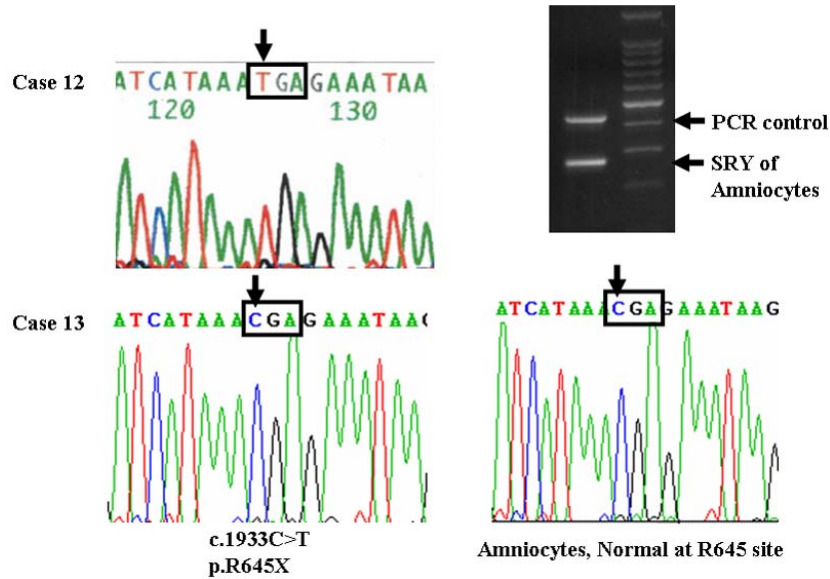 Case 12
ATCATAAATGAGAAATAA
120 130
PCR control
SRY of
Amniocytes
Case 13
ATCATAAACGAGAAATAAG
c.1933C>T
p.R645X
ATCATAAACGAGAAATAAG
Amniocytes, Normal at R645 site